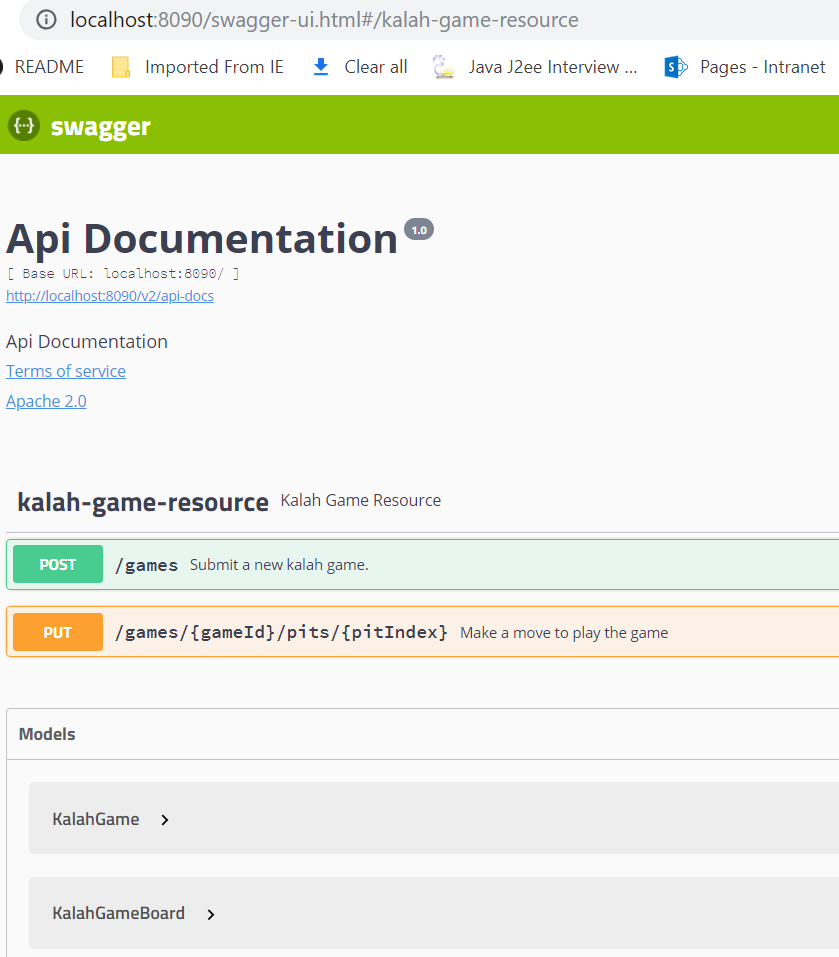 localhost:8090/swagger-ui.html#/kalah-game-resource
README Imported From IE Clear all Java J2ee Interview ... Pages - Intranet
{··} swagger
Api Documentation 1.0
[ Base URL: localhost:8090/ ]
http://localhost:8090/v2/api-docs
Api Documentation
Terms of service
Apache 2.0
kalah-game-resource Kalah Game Resource
POST /games Submit a new kalah game.
PUT /games/{gameId}/pits/{pitIndex} Make a move to play the game
Models
KalahGame
KalahGameBoard